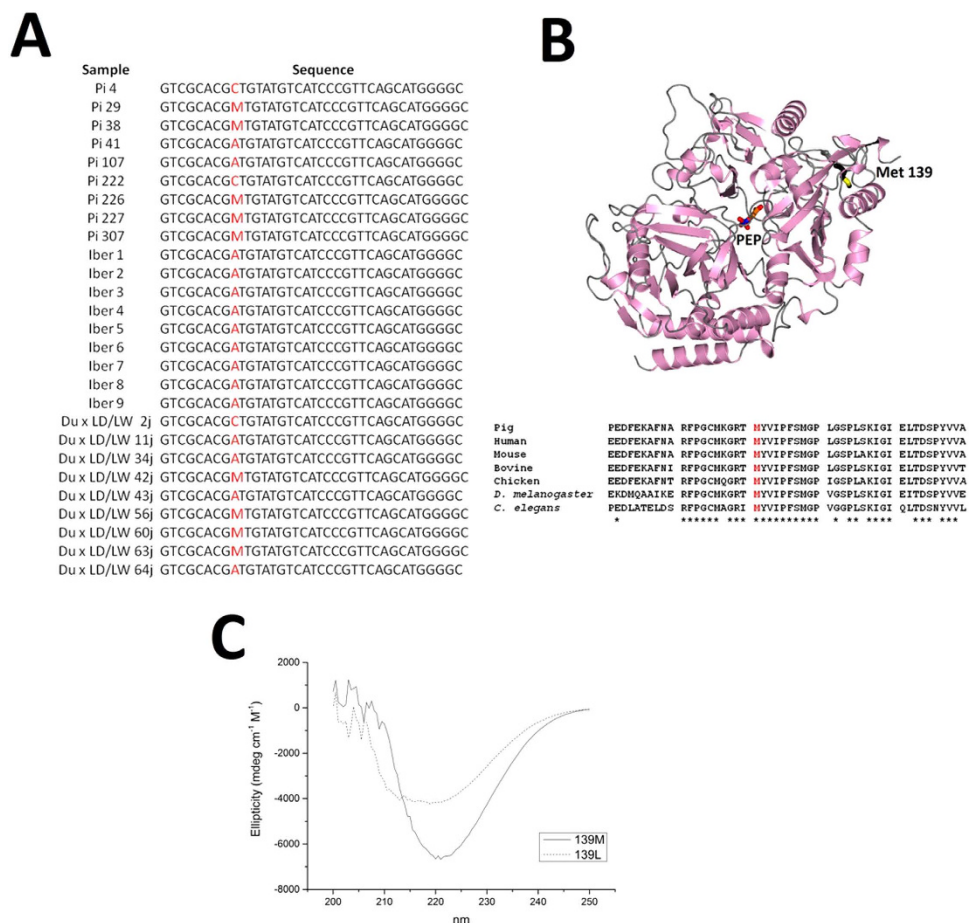 A
Sample Sequence
Pi 4 GTCGCACGCTGTATGTCATCCCGTTCAGCATGGGGC
Pi 29 GTCGCACGMTGTATGTCATCCCGTTCAGCATGGGGC
Pi 38 GTCGCACGMTGTATGTCATCCCGTTCAGCATGGGGC
Pi 41 GTCGCACGATGTATGTCATCCCGTTCAGCATGGGGC
Pi 107 GTCGCACGATGTATGTCATCCCGTTCAGCATGGGGC
Pi 222 GTCGCACGCTGTATGTCATCCCGTTCAGCATGGGGC
Pi 226 GTCGCACGMTGTATGTCATCCCGTTCAGCATGGGGC
Pi 227 GTCGCACGMTGTATGTCATCCCGTTCAGCATGGGGC
Pi 307 GTCGCACGMTGTATGTCATCCCGTTCAGCATGGGGC
Iber 1 GTCGCACGATGTATGTCATCCCGTTCAGCATGGGGC
Iber 2 GTCGCACGATGTATGTCATCCCGTTCAGCATGGGGC
Iber 3 GTCGCACGATGTATGTCATCCCGTTCAGCATGGGGC
Iber 4 GTCGCACGATGTATGTCATCCCGTTCAGCATGGGGC
Iber 5 GTCGCACGATGTATGTCATCCCGTTCAGCATGGGGC
Iber 6 GTCGCACGATGTATGTCATCCCGTTCAGCATGGGGC
Iber 7 GTCGCACGATGTATGTCATCCCGTTCAGCATGGGGC
Iber 8 GTCGCACGATGTATGTCATCCCGTTCAGCATGGGGC
Iber 9 GTCGCACGATGTATGTCATCCCGTTCAGCATGGGGC
Du x LD/LW 2j GTCGCACGCTGTATGTCATCCCGTTCAGCATGGGGC
Du x LD/LW 11j GTCGCACGATGTATGTCATCCCGTTCAGCATGGGGC
Du x LD/LW 34j GTCGCACGATGTATGTCATCCCGTTCAGCATGGGGC
Du x LD/LW 42j GTCGCACGMTGTATGTCATCCCGTTCAGCATGGGGC
Du x LD/LW 43j GTCGCACGATGTATGTCATCCCGTTCAGCATGGGGC
Du x LD/LW 56j GTCGCACGMTGTATGTCATCCCGTTCAGCATGGGGC
Du x LD/LW 60j GTCGCACGMTGTATGTCATCCCGTTCAGCATGGGGC
Du x LD/LW 63j GTCGCACGMTGTATGTCATCCCGTTCAGCATGGGGC
Du x LD/LW 64j GTCGCACGATGTATGTCATCCCGTTCAGCATGGGGC
B
Met 139
PEP
Pig PEDFEKAFNA RFPGCMKGRT MYVIPFSMGP LGSPLSKIGI ELTDSPYVVA
Human EEDFEKAFNA RFPGCMKGRT MYVIPFSMGP LGSPLSKIGI ELTDSPYVVA
Mouse EEDFEKAFNA RFPGCMKGRT MYVIPFSMGP LGSPLAKIGI ELTDSPYVVA
Bovine EEDFEKAFNI RFPGCMKGRT MYVIPFSMGP LGSPLSKIGI ELTDSPYVVT
Chicken EEDFEKAFNT RFPGCMQGRT MYVIPFSMGP IGSPLAKIGI ELTDSPYVVA
D. melanogaster EKDMQAAIKE RFPGCMKGRT MYVIPFSMGP VGSPLSKIGI EITDSPYVVE
C. elegans PEDLATELDS RFPGCMAGRI MYVIPFSMGP VGGPLSKIGI QLTDSNYVVL
* ****** ** ********** * ** **** *** ***
C
Ellipticity (mdeg cm⁻¹ M⁻¹)
2000
0
-2000
-4000
-6000
-8000
139M
139L
200 210 220 230 240 250
nm